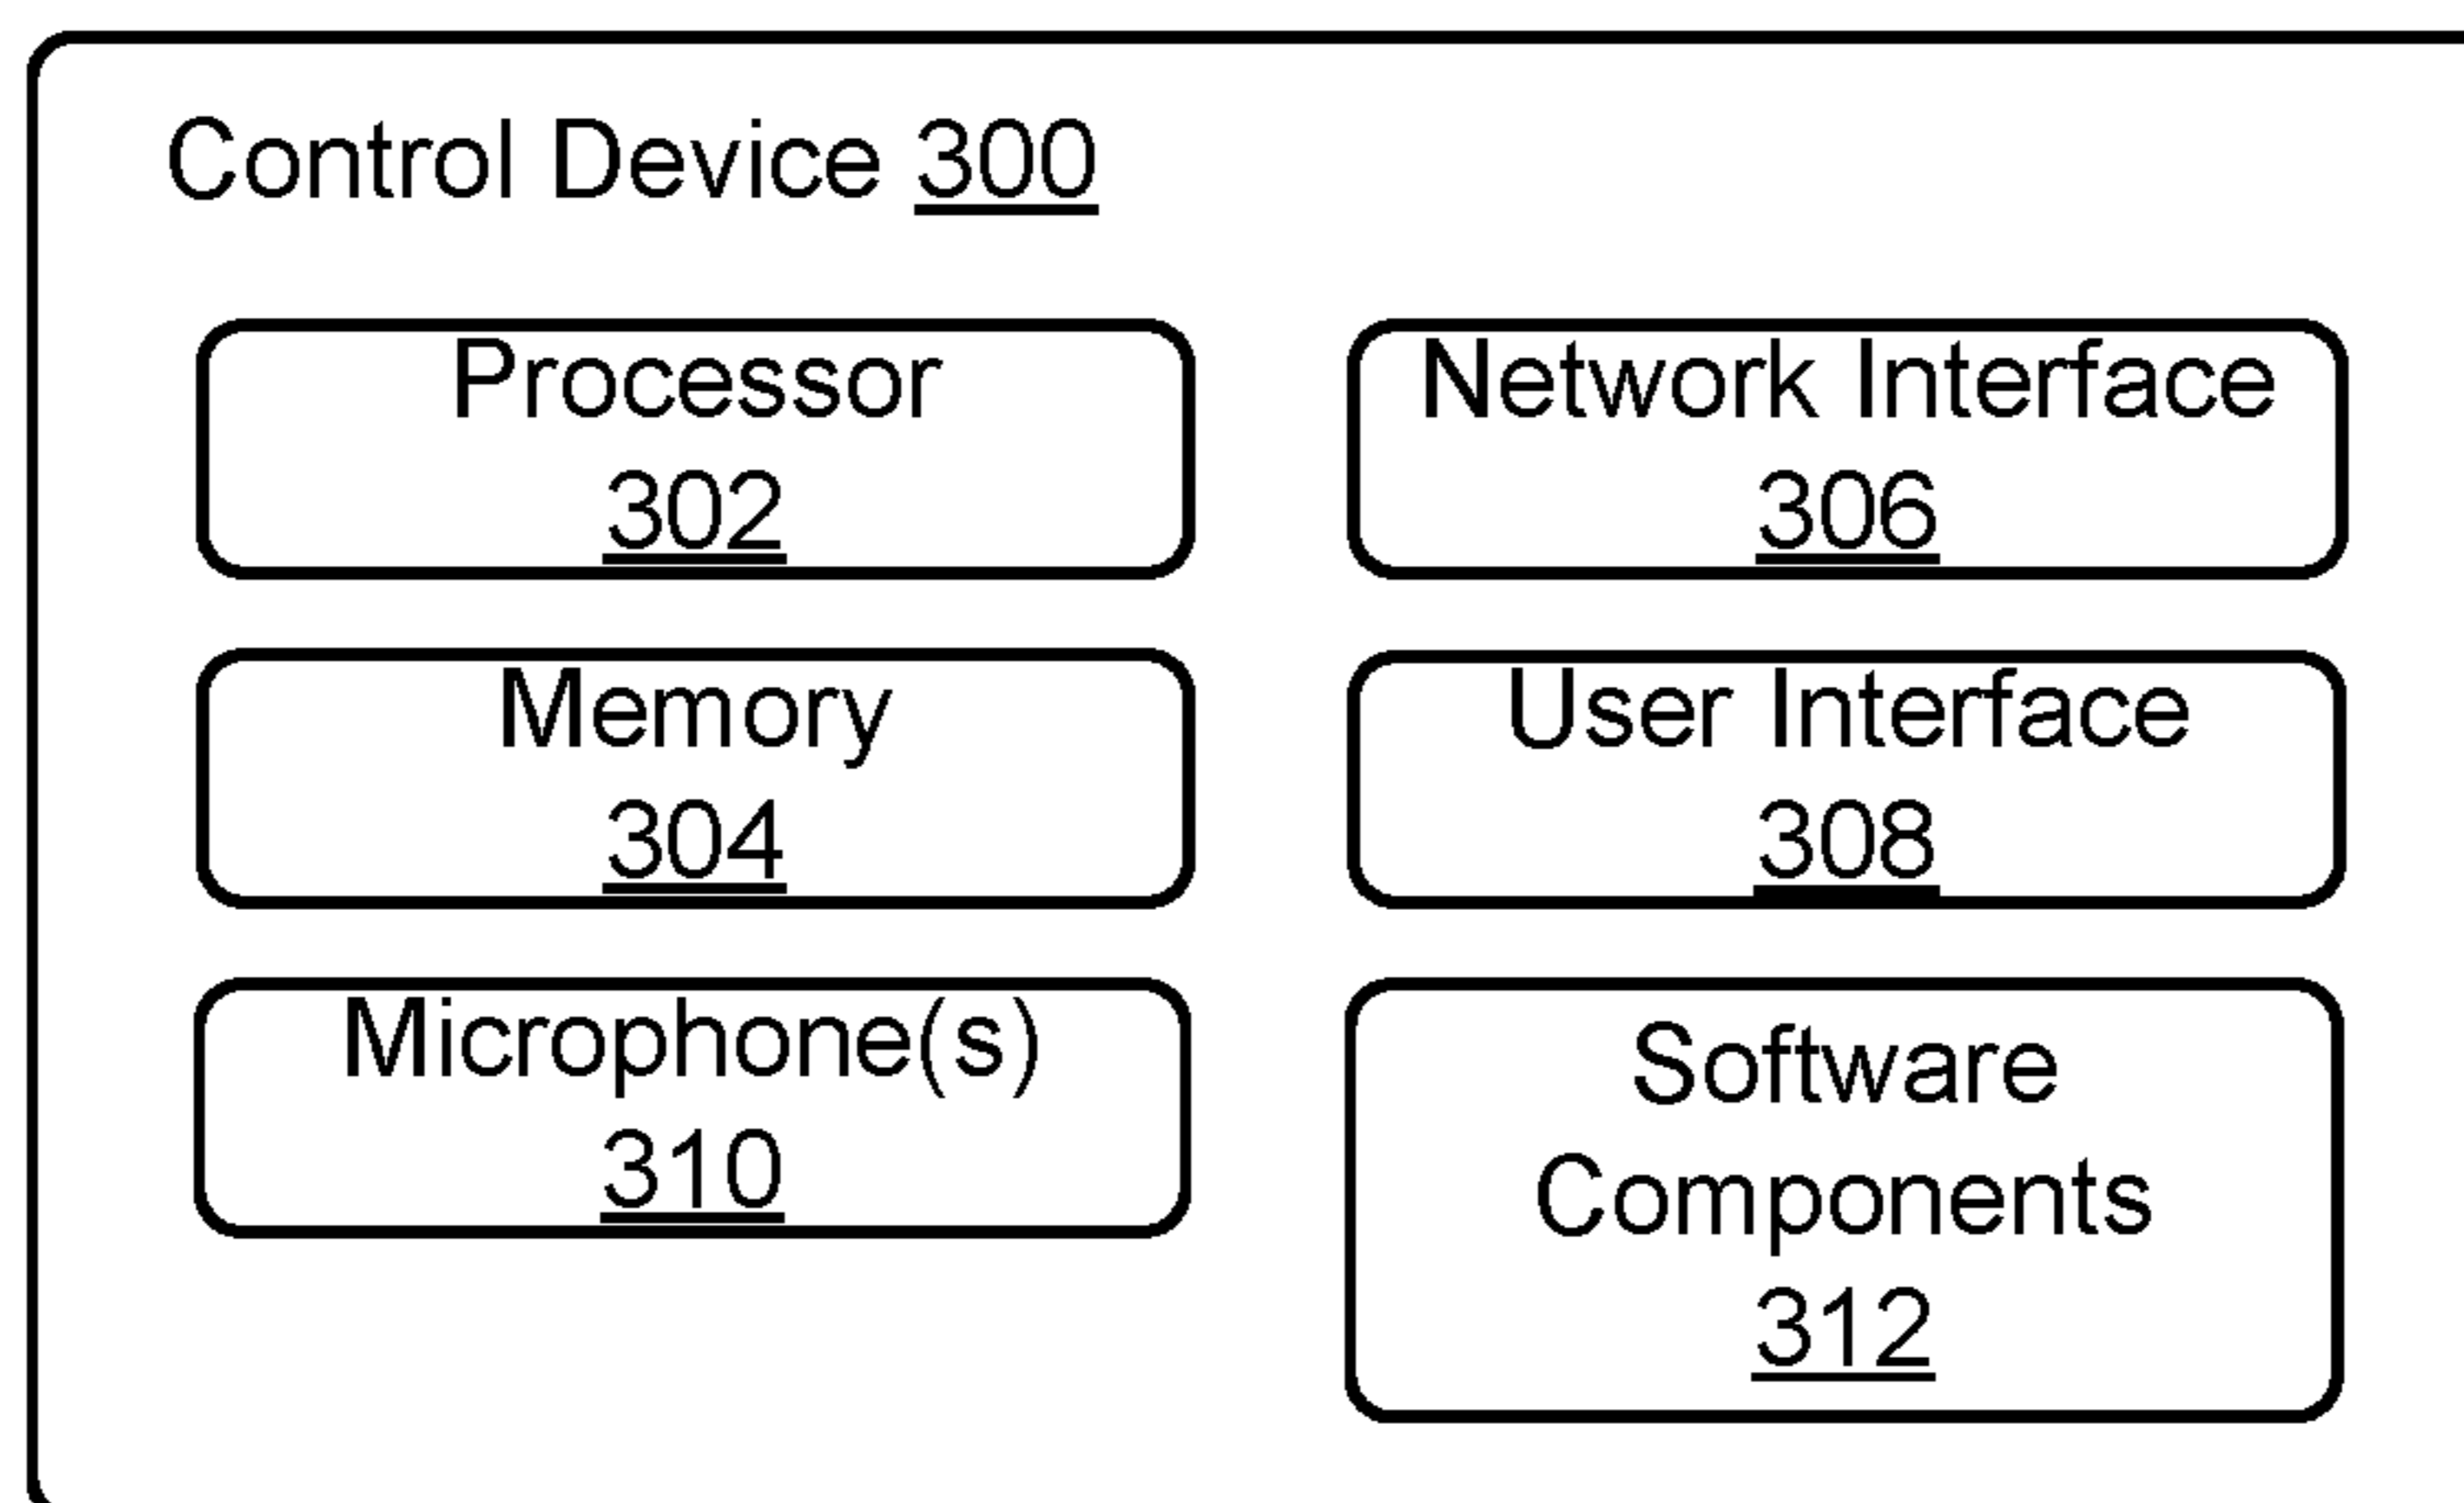 Control Device 300
Processor
302
Network Interface
306
Memory
304
User Interface
308
Microphone(s)
310
Software
Components
312